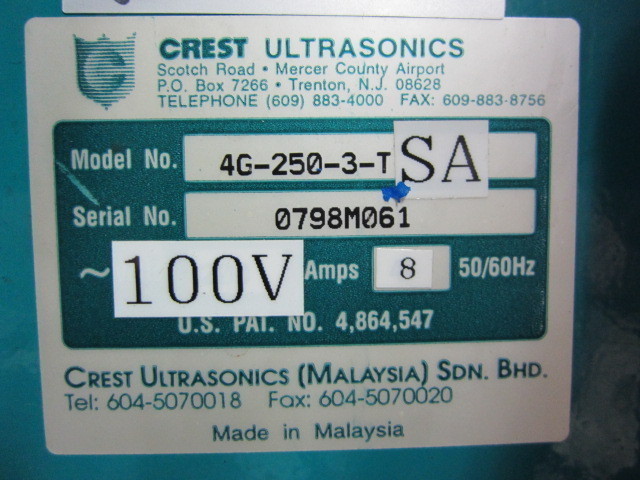 CREST ULTRASONICS
Scotch Road • Mercer County Airport
P.O. Box 7266 • Trenton, N.J. 08628
TELEPHONE (609) 883-4000 FAX: 609-883-8756
Model No. 4G-250-3-T SA
Serial No. 0798M061
~ 100V Amps 8 50/60Hz
U.S. PAT. NO. 4,864,547
CREST ULTRASONICS (MALAYSIA) SDN. BHD.
Tel: 604-5070018 Fax: 604-5070020
Made in Malaysia